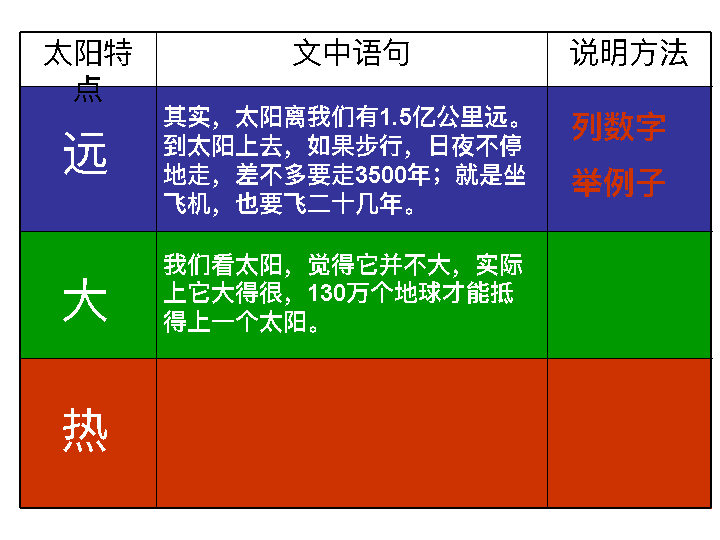 太阳特点
文中语句
说明方法
远
其实，太阳离我们有1.5亿公里远。
到太阳上去，如果步行，日夜不停
地走，差不多要走3500年；就是坐
飞机，也要飞二十几年。
列数字
举例子
大
我们看太阳，觉得它并不大，实际
上它大得很，130万个地球才能抵
得上一个太阳。
热